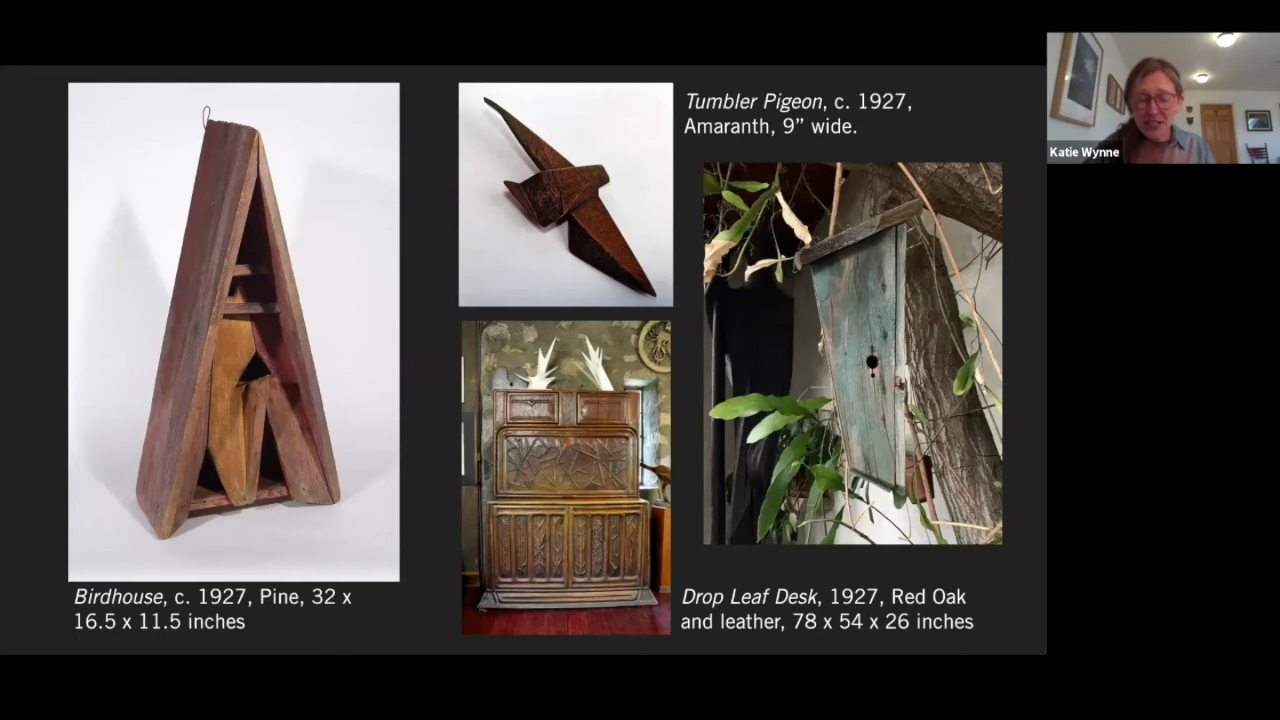 Tumbler Pigeon, c. 1927,
Amaranth, 9” wide.
Katie Wynne
Birdhouse, c. 1927, Pine, 32 x
16.5 x 11.5 inches
Drop Leaf Desk, 1927, Red Oak
and leather, 78 x 54 x 26 inches